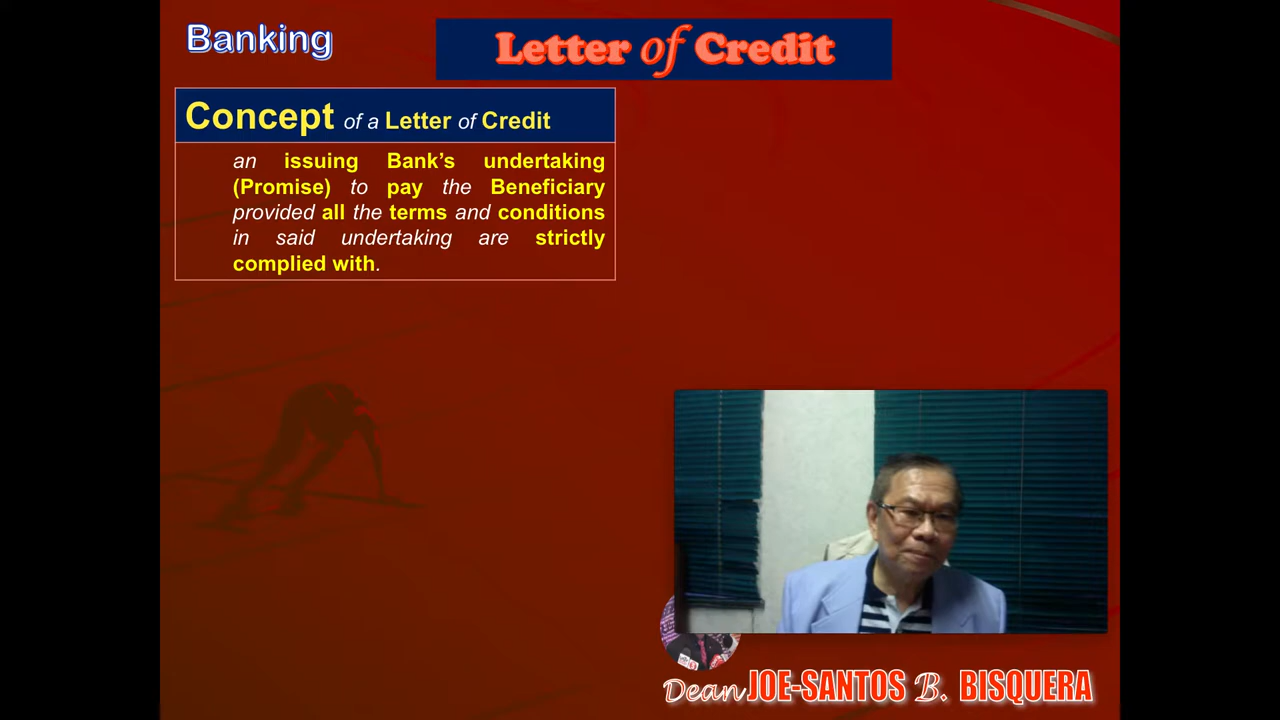 Banking
Letter of Credit
Concept of a Letter of Credit
an issuing Bank's undertaking
(Promise) to pay the Beneficiary
provided all the terms and conditions
in said undertaking are strictly
complied with.
Dean JOE-SANTOS B. BISQUERA